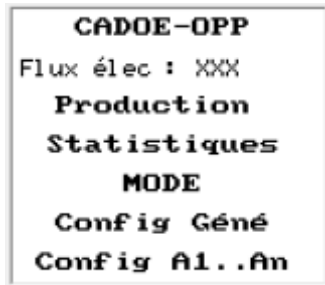 CADOE-OPP
Flux élec : XXX
Production
Statistiques
MODE
Config Géné
Config A1..An